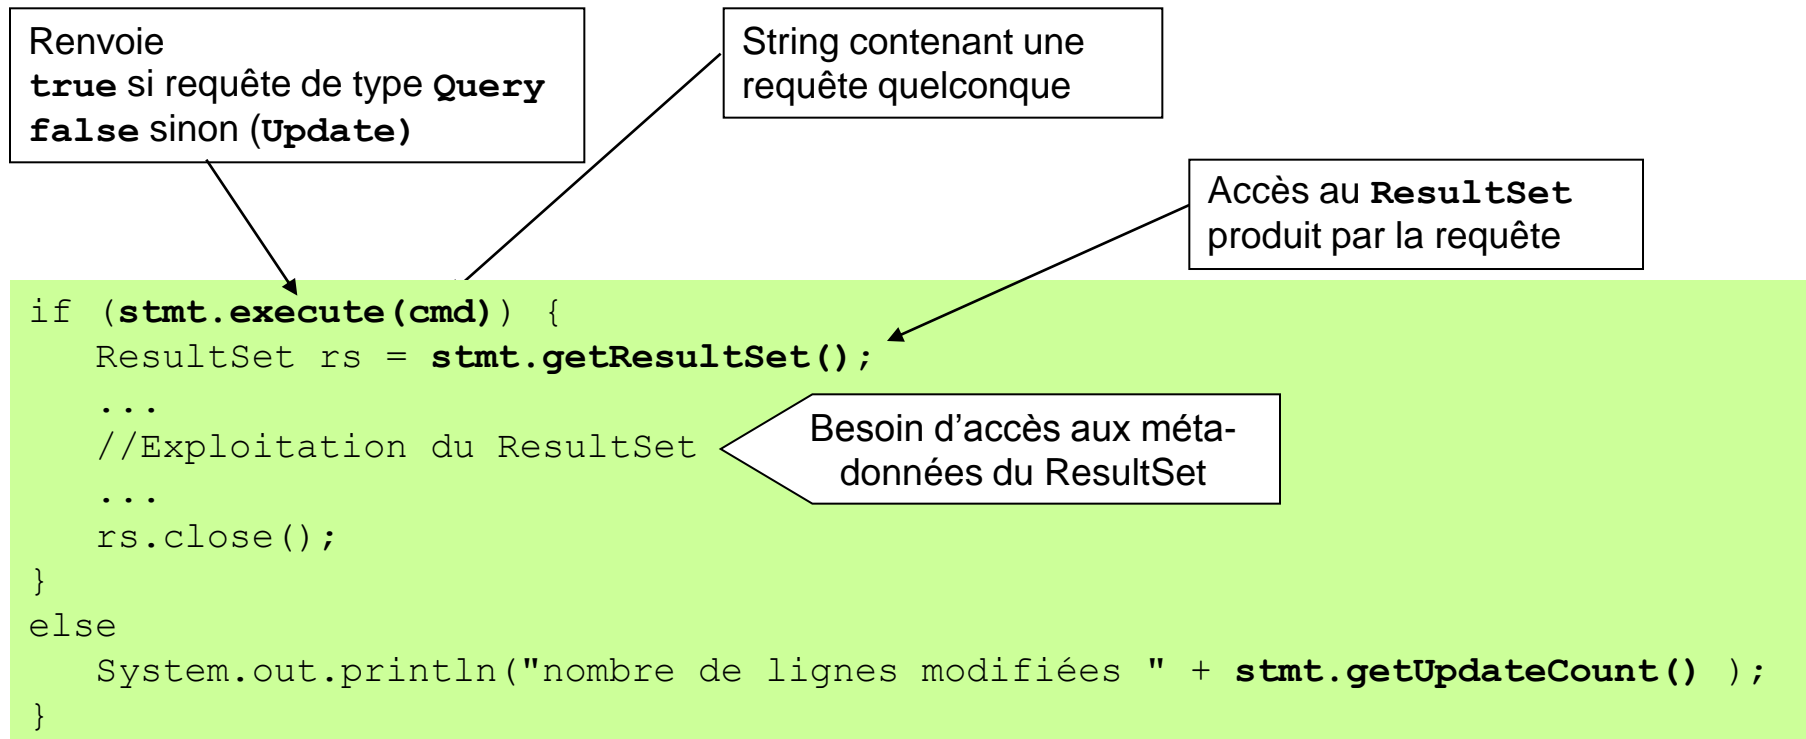 Renvoie
true si requête de type Query
false sinon (Update)
String contenant une
requête quelconque
Accès au ResultSet
produit par la requête
if (stmt.execute(cmd)) {
   ResultSet rs = stmt.getResultSet();
   ...
   //Exploitation du ResultSet
   ...
   rs.close();
}
else
   System.out.println("nombre de lignes modifiées " + stmt.getUpdateCount() );
}
Besoin d’accès aux méta-
données du ResultSet